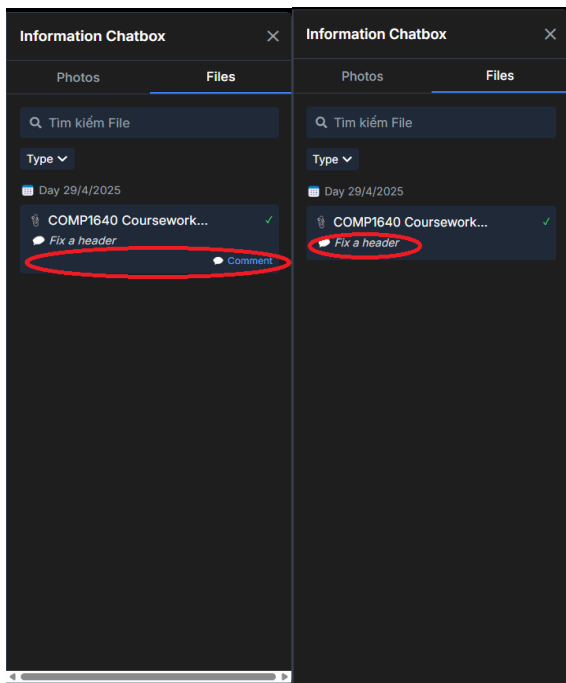 Information Chatbox
Photos Files
Tìm kiếm File
Type
Day 29/4/2025
COMP1640 Coursework...
Fix a header
Comment
Information Chatbox
Photos Files
Tìm kiếm File
Type
Day 29/4/2025
COMP1640 Coursework...
Fix a header